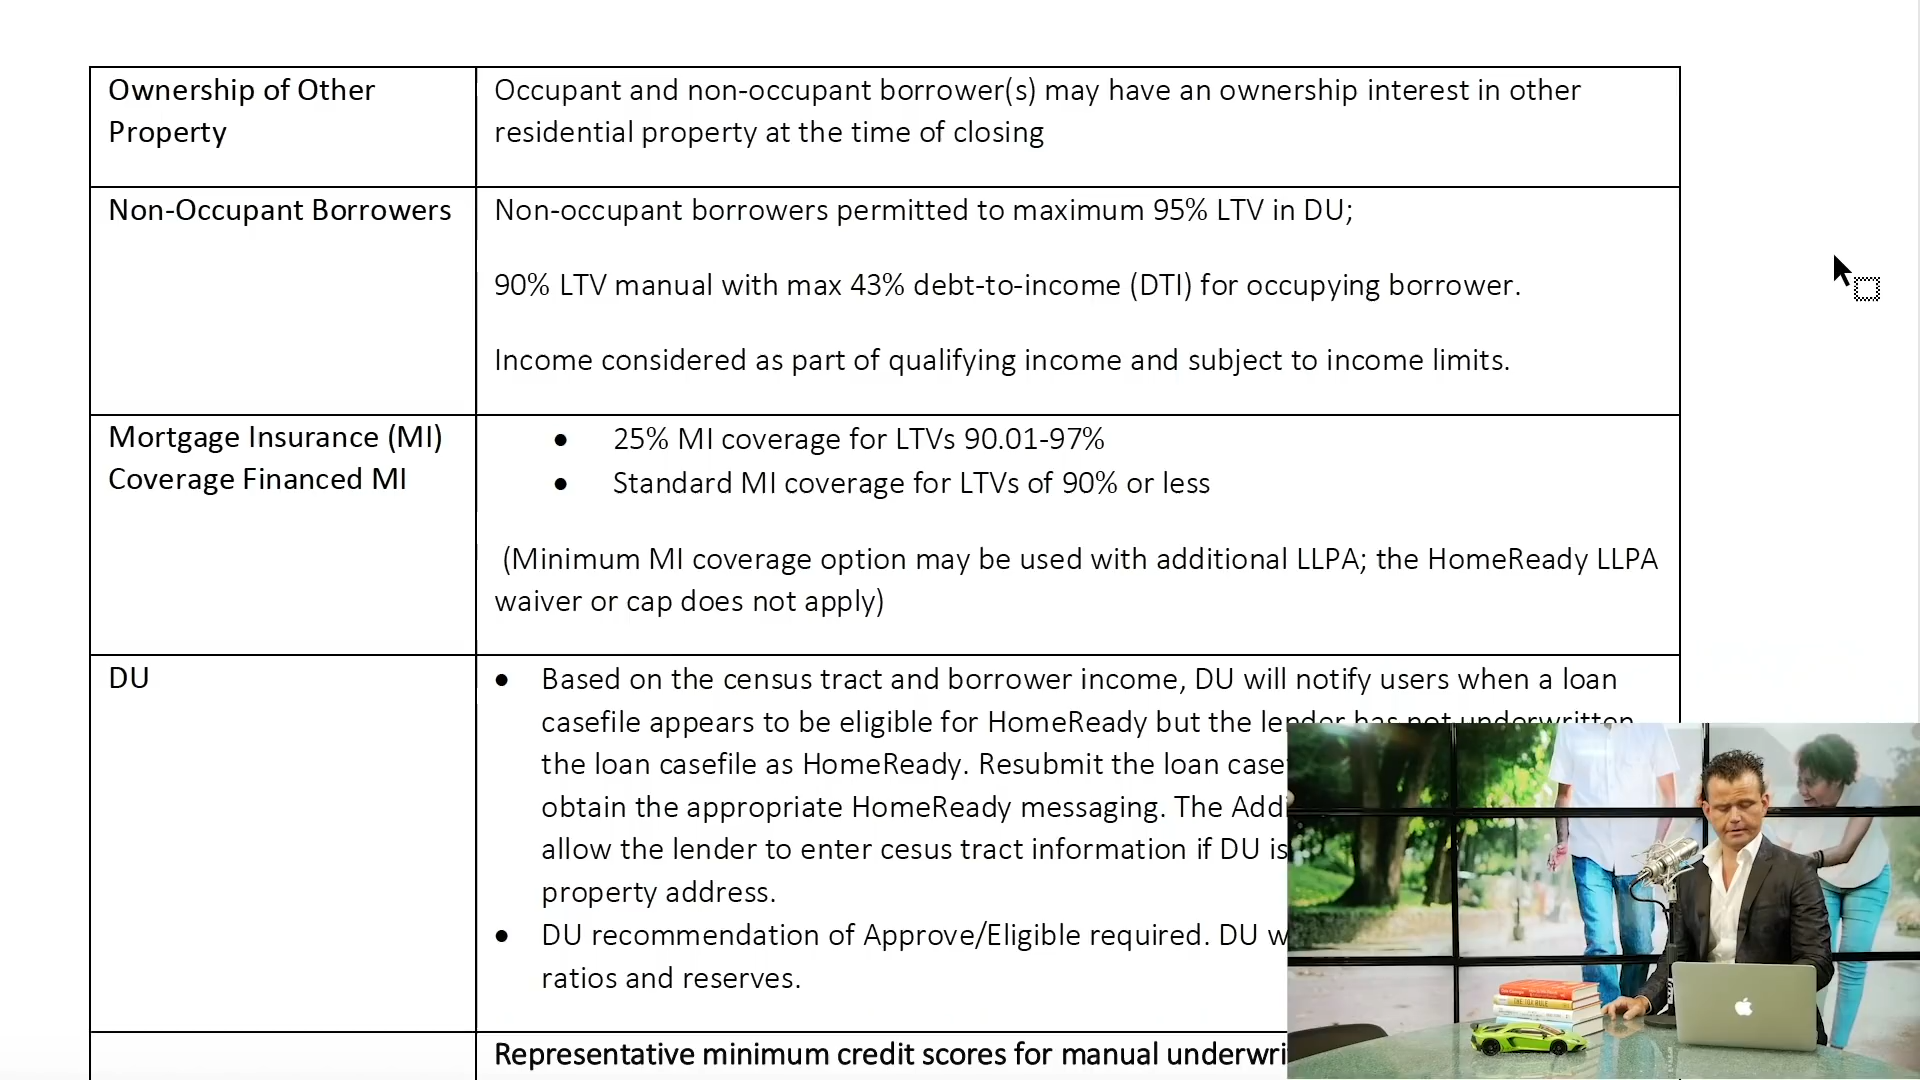 Ownership of Other
Property
Occupant and non-occupant borrower(s) may have an ownership interest in other
residential property at the time of closing
Non-Occupant Borrowers
Non-occupant borrowers permitted to maximum 95% LTV in DU;
90% LTV manual with max 43% debt-to-income (DTI) for occupying borrower.
Income considered as part of qualifying income and subject to income limits.
Mortgage Insurance (MI)
Coverage Financed MI
• 25% MI coverage for LTVs 90.01-97%
• Standard MI coverage for LTVs of 90% or less
(Minimum MI coverage option may be used with additional LLPA; the HomeReady LLPA
waiver or cap does not apply)
DU
• Based on the census tract and borrower income, DU will notify users when a loan
casefile appears to be eligible for HomeReady but the lender has not underwritten
the loan casefile as HomeReady. Resubmit the loan case
obtain the appropriate HomeReady messaging. The Addi
allow the lender to enter cesus tract information if DU is
property address.
• DU recommendation of Approve/Eligible required. DU w
ratios and reserves.
Representative minimum credit scores for manual underwri